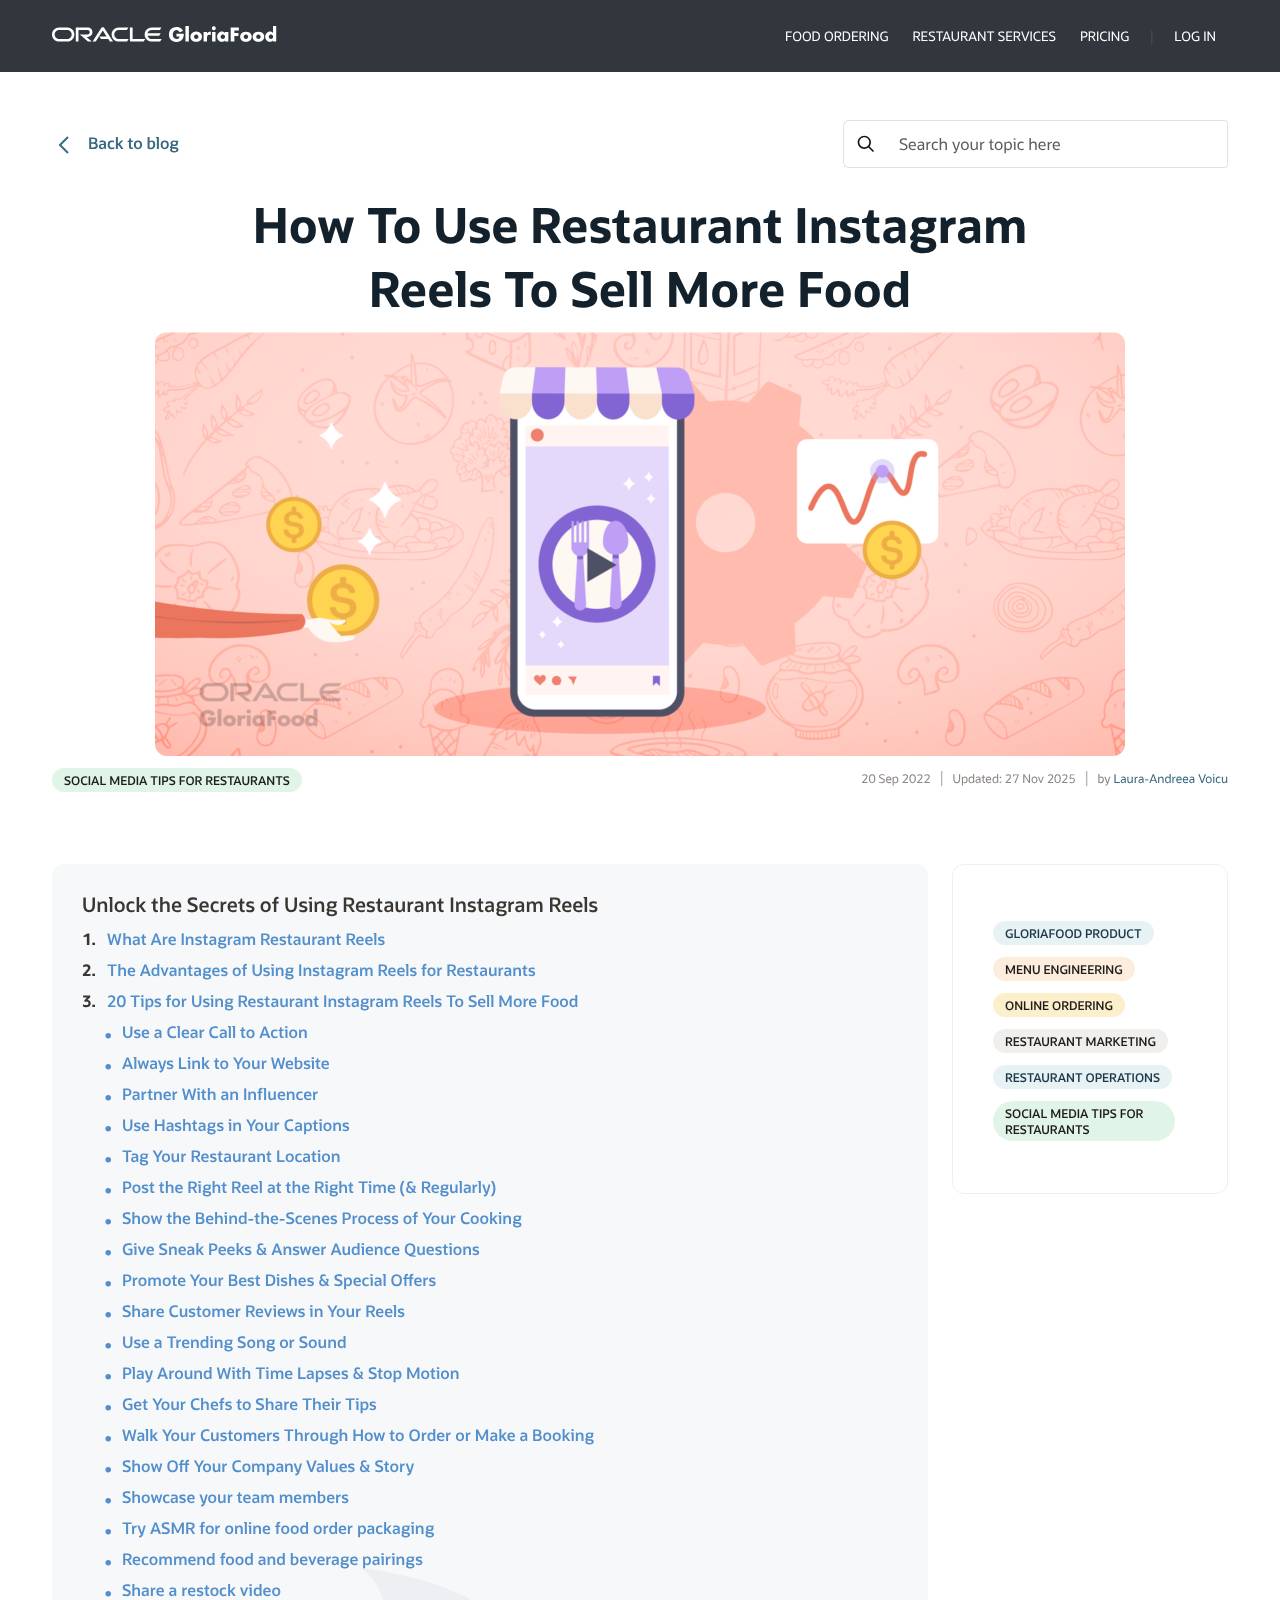 ORACLE GloriaFood
FOOD ORDERING
RESTAURANT SERVICES
PRICING
LOG IN
Back to blog
Search your topic here
How To Use Restaurant Instagram
Reels To Sell More Food
ORACLE
GloriaFood
SOCIAL MEDIA TIPS FOR RESTAURANTS
20 Sep 2022 | Updated: 27 Nov 2025 | by Laura-Andreea Voicu
Unlock the Secrets of Using Restaurant Instagram Reels
1. What Are Instagram Restaurant Reels
2. The Advantages of Using Instagram Reels for Restaurants
3. 20 Tips for Using Restaurant Instagram Reels To Sell More Food
• Use a Clear Call to Action
• Always Link to Your Website
• Partner With an Influencer
• Use Hashtags in Your Captions
• Tag Your Restaurant Location
• Post the Right Reel at the Right Time (& Regularly)
• Show the Behind-the-Scenes Process of Your Cooking
• Give Sneak Peeks & Answer Audience Questions
• Promote Your Best Dishes & Special Offers
• Share Customer Reviews in Your Reels
• Use a Trending Song or Sound
• Play Around With Time Lapses & Stop Motion
• Get Your Chefs to Share Their Tips
• Walk Your Customers Through How to Order or Make a Booking
• Show Off Your Company Values & Story
• Showcase your team members
• Try ASMR for online food order packaging
• Recommend food and beverage pairings
• Share a restock video
GLORIAFOOD PRODUCT
MENU ENGINEERING
ONLINE ORDERING
RESTAURANT MARKETING
RESTAURANT OPERATIONS
SOCIAL MEDIA TIPS FOR
RESTAURANTS